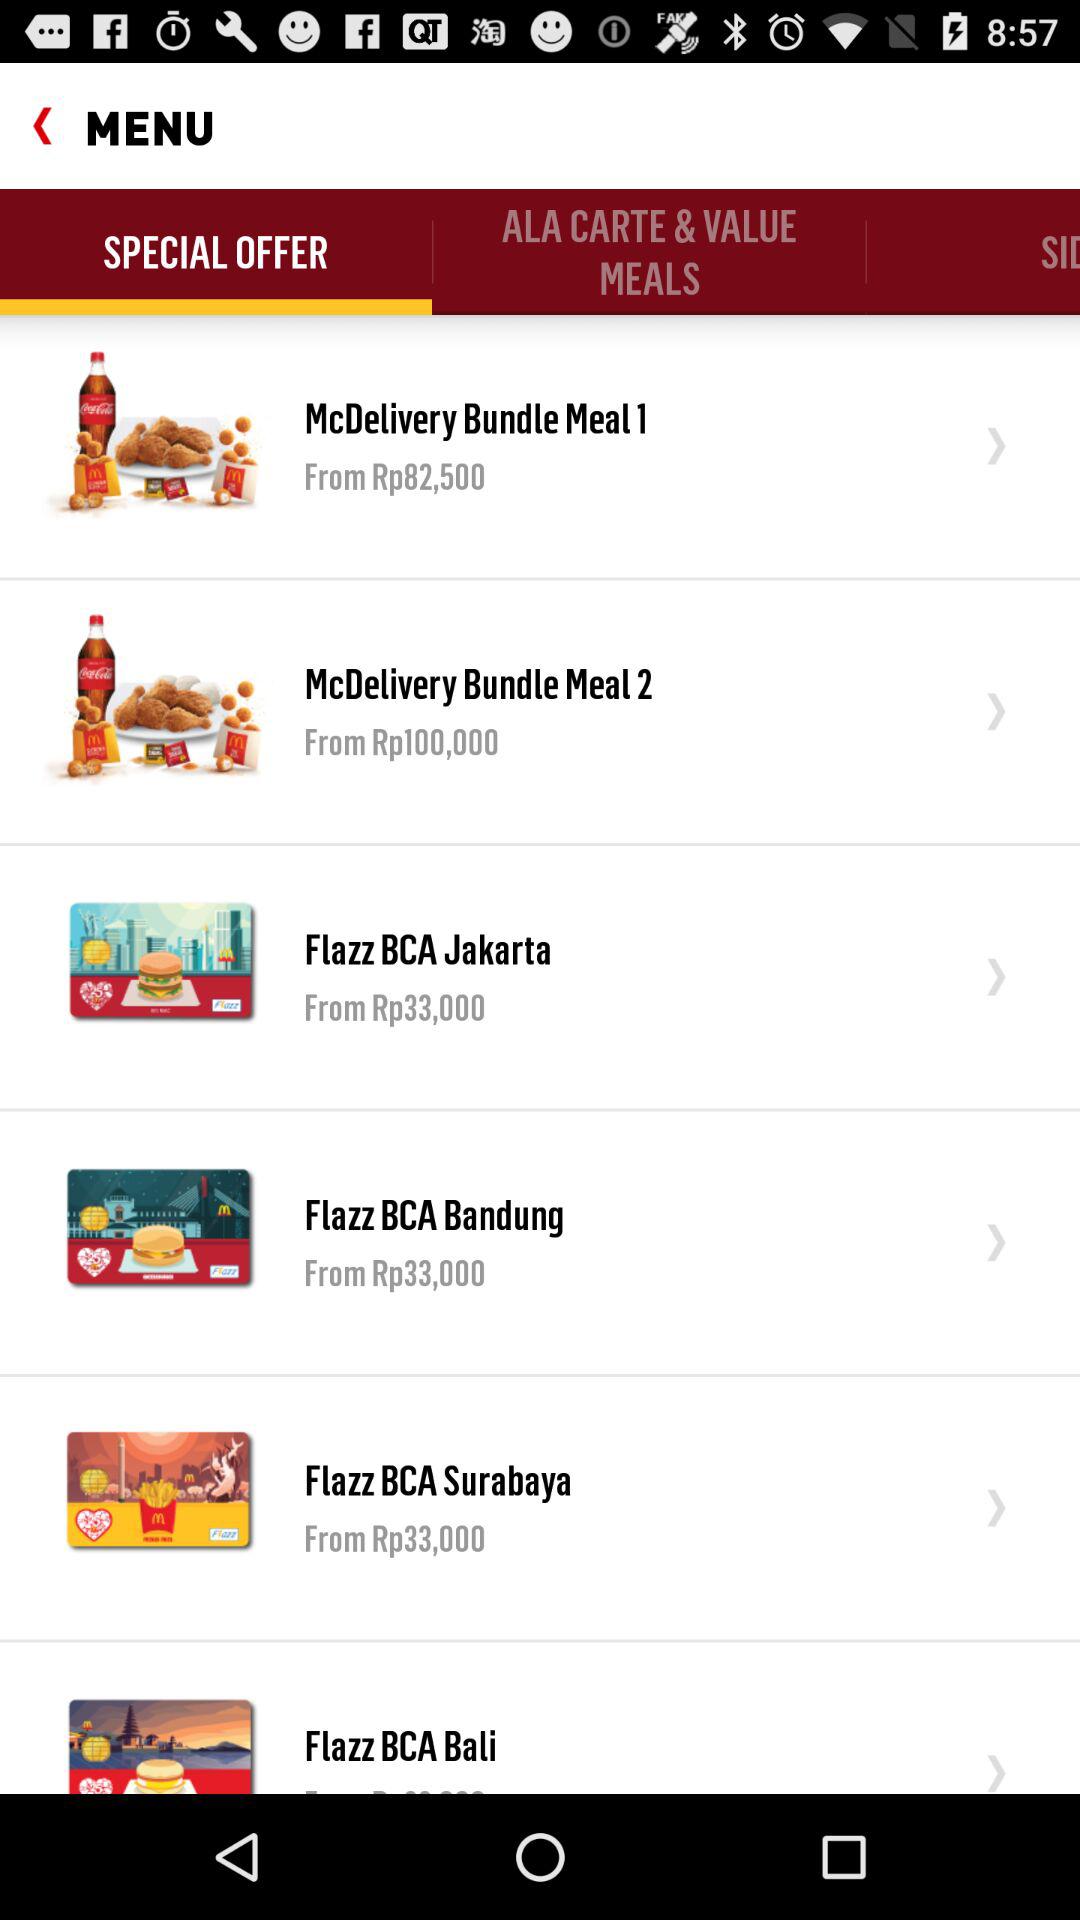 8:57
MENU
SPECIAL OFFER
ALA CARTE & VALUE
MEALS
McDelivery Bundle Meal 1
From Rp82,500
McDelivery Bundle Meal 2
From Rp100,000
Flazz BCA Jakarta
From Rp33,000
Flazz BCA Bandung
From Rp33,000
Flazz BCA Surabaya
From Rp33,000
Flazz BCA Bali